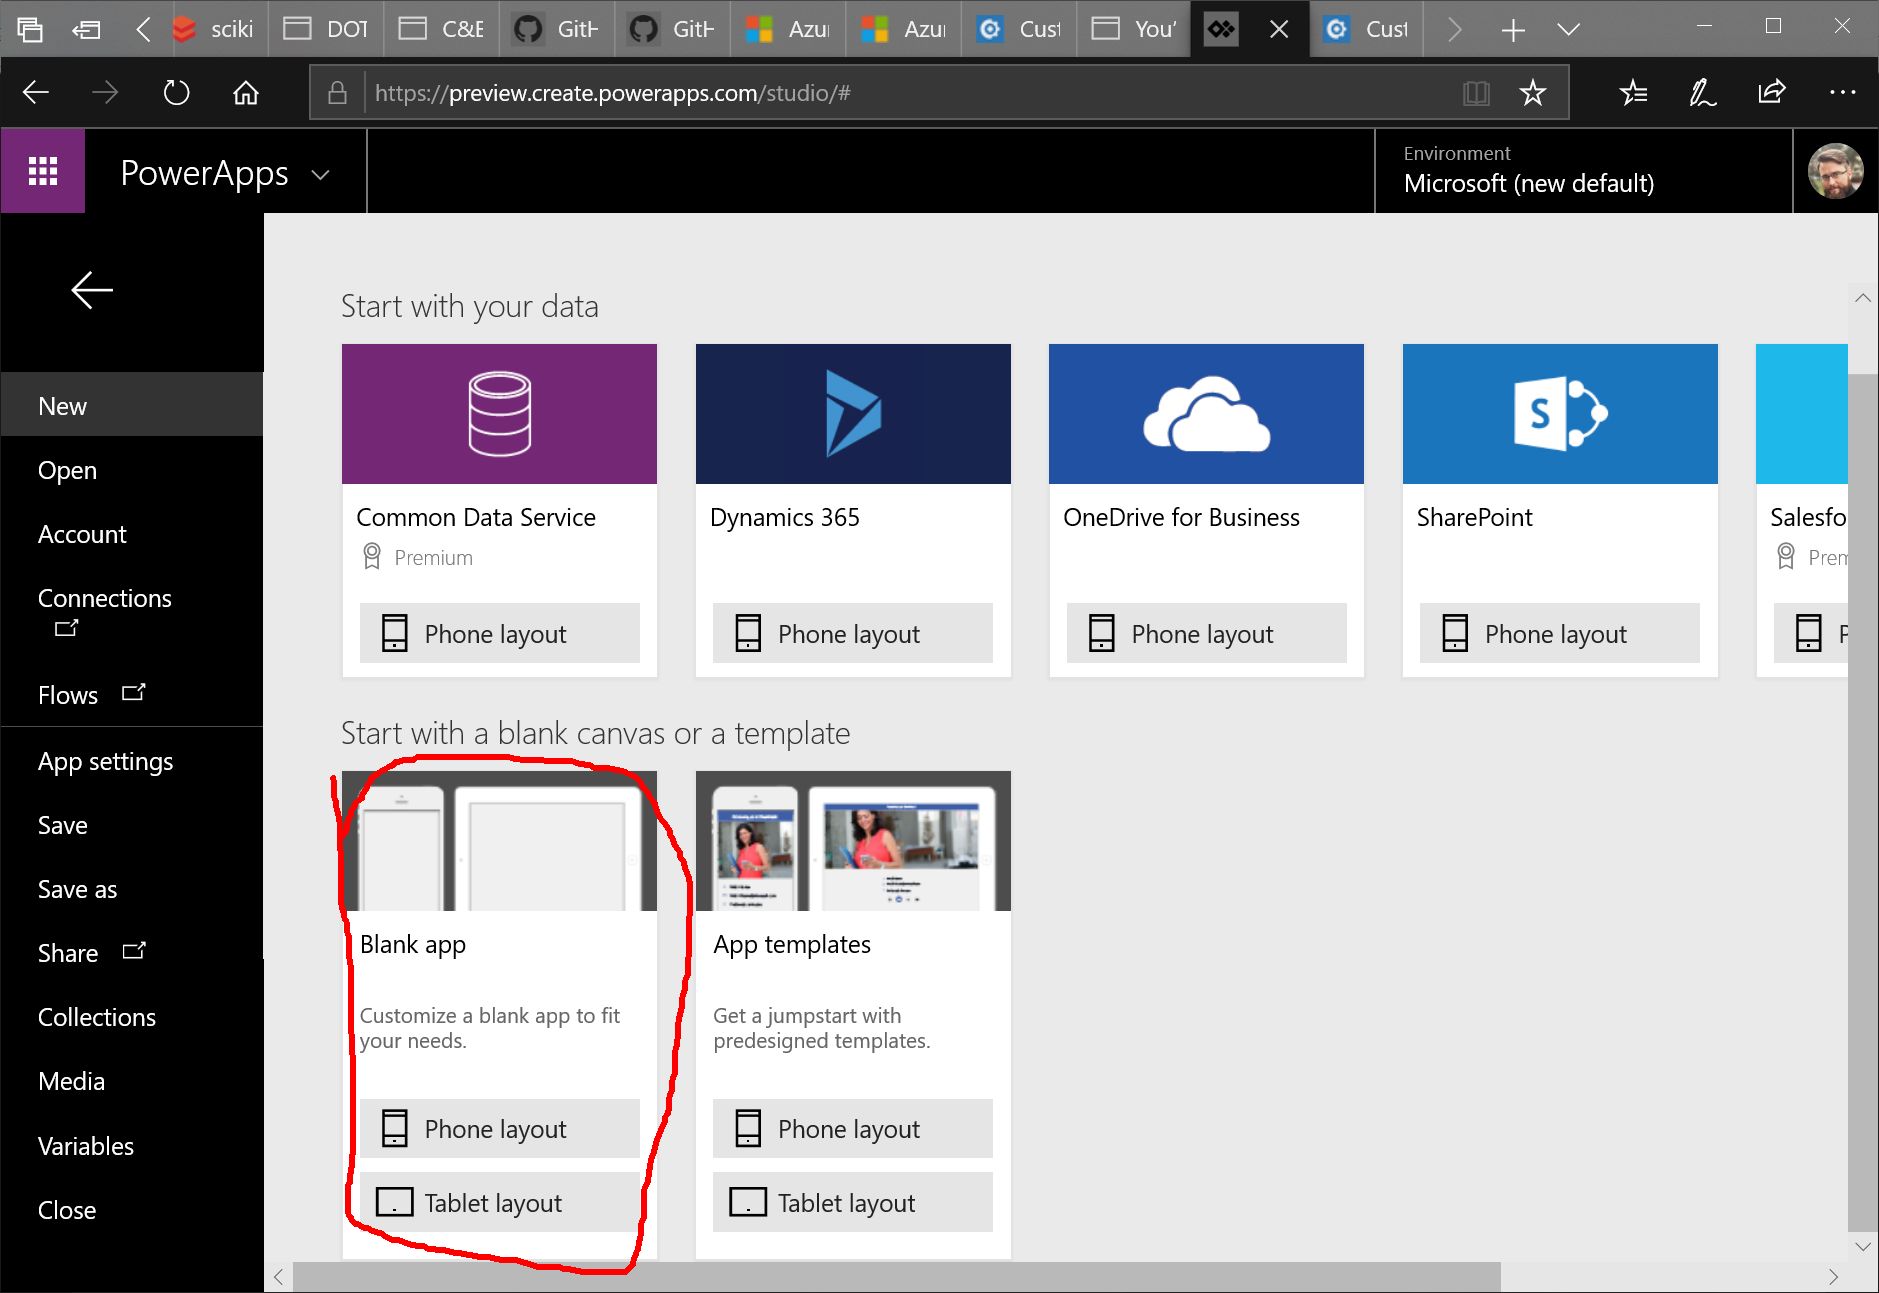 sciki
DOT
C&E
GitH
GitH
Azu
Azu
Cust
You'
Cust
https://preview.create.powerapps.com/studio/#
PowerApps
Environment
Microsoft (new default)
New
Open
Account
Connections
Flows
App settings
Save
Save as
Share
Collections
Media
Variables
Close
Start with your data
Common Data Service
Premium
Phone layout
Dynamics 365
Phone layout
OneDrive for Business
Phone layout
S
SharePoint
Phone layout
Salesfo
Prem
P
Start with a blank canvas or a template
Blank app
Customize a blank app to fit
your needs.
Phone layout
Tablet layout
App templates
Get a jumpstart with
predesigned templates.
Phone layout
Tablet layout